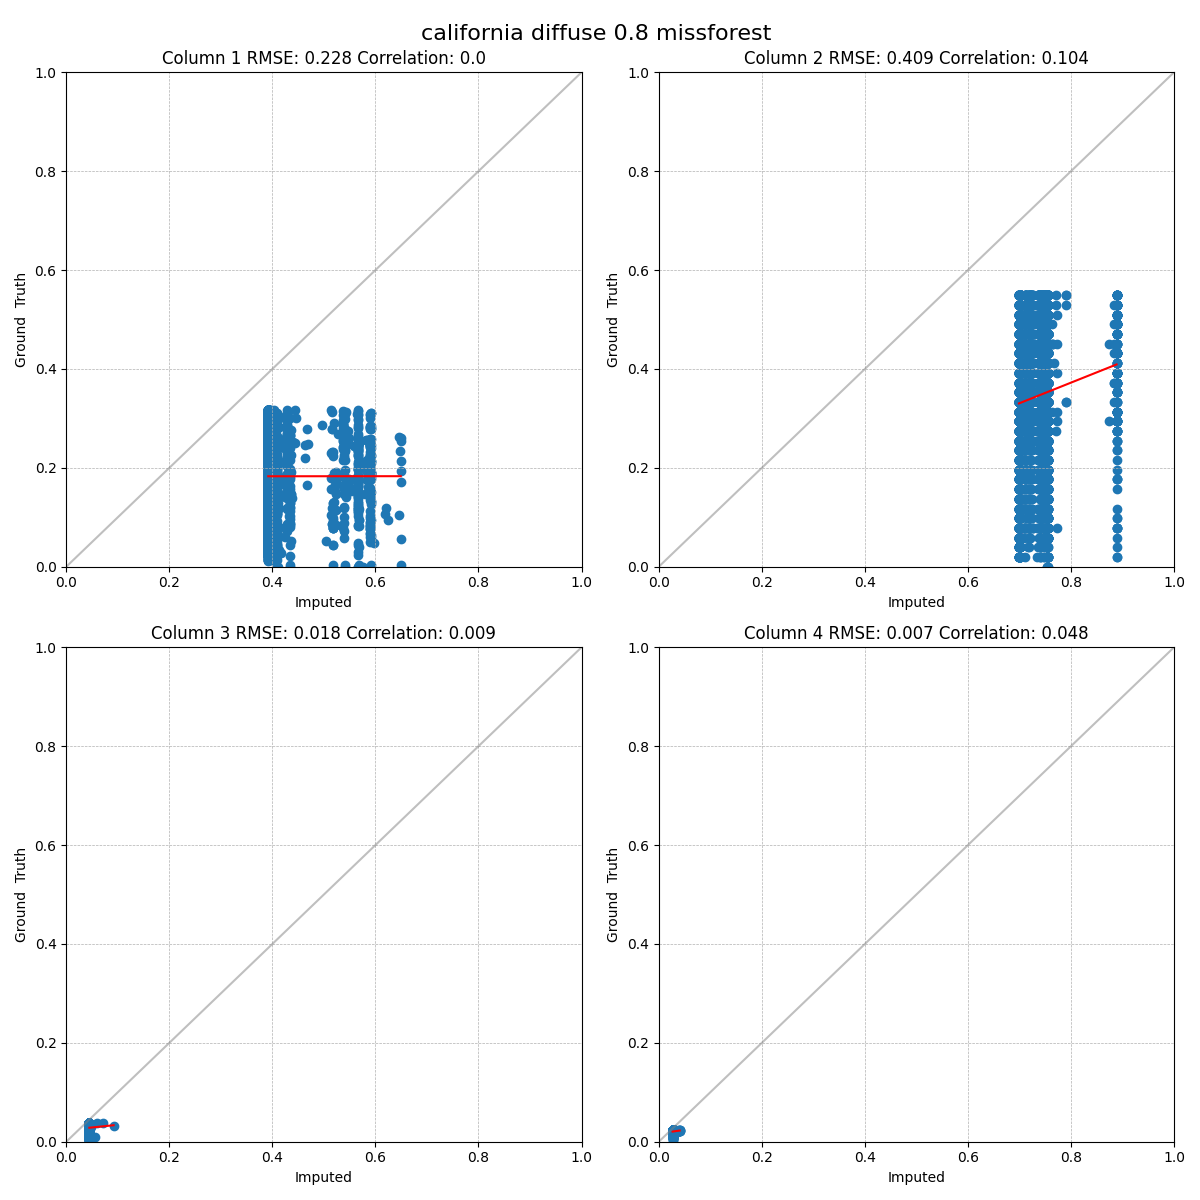 california diffuse 0.8 missforest
Column 1 RMSE: 0.228 Correlation: 0.0
1.0
0.8
0.6
0.4
0.2
0.0
Ground Truth
0.0 0.2 0.4 0.6 0.8 1.0
Imputed
Column 2 RMSE: 0.409 Correlation: 0.104
1.0
0.8
0.6
0.4
0.2
0.0
Ground Truth
0.0 0.2 0.4 0.6 0.8 1.0
Imputed
Column 3 RMSE: 0.018 Correlation: 0.009
1.0
0.8
0.6
0.4
0.2
0.0
Ground Truth
0.0 0.2 0.4 0.6 0.8 1.0
Imputed
Column 4 RMSE: 0.007 Correlation: 0.048
1.0
0.8
0.6
0.4
0.2
0.0
Ground Truth
0.0 0.2 0.4 0.6 0.8 1.0
Imputed